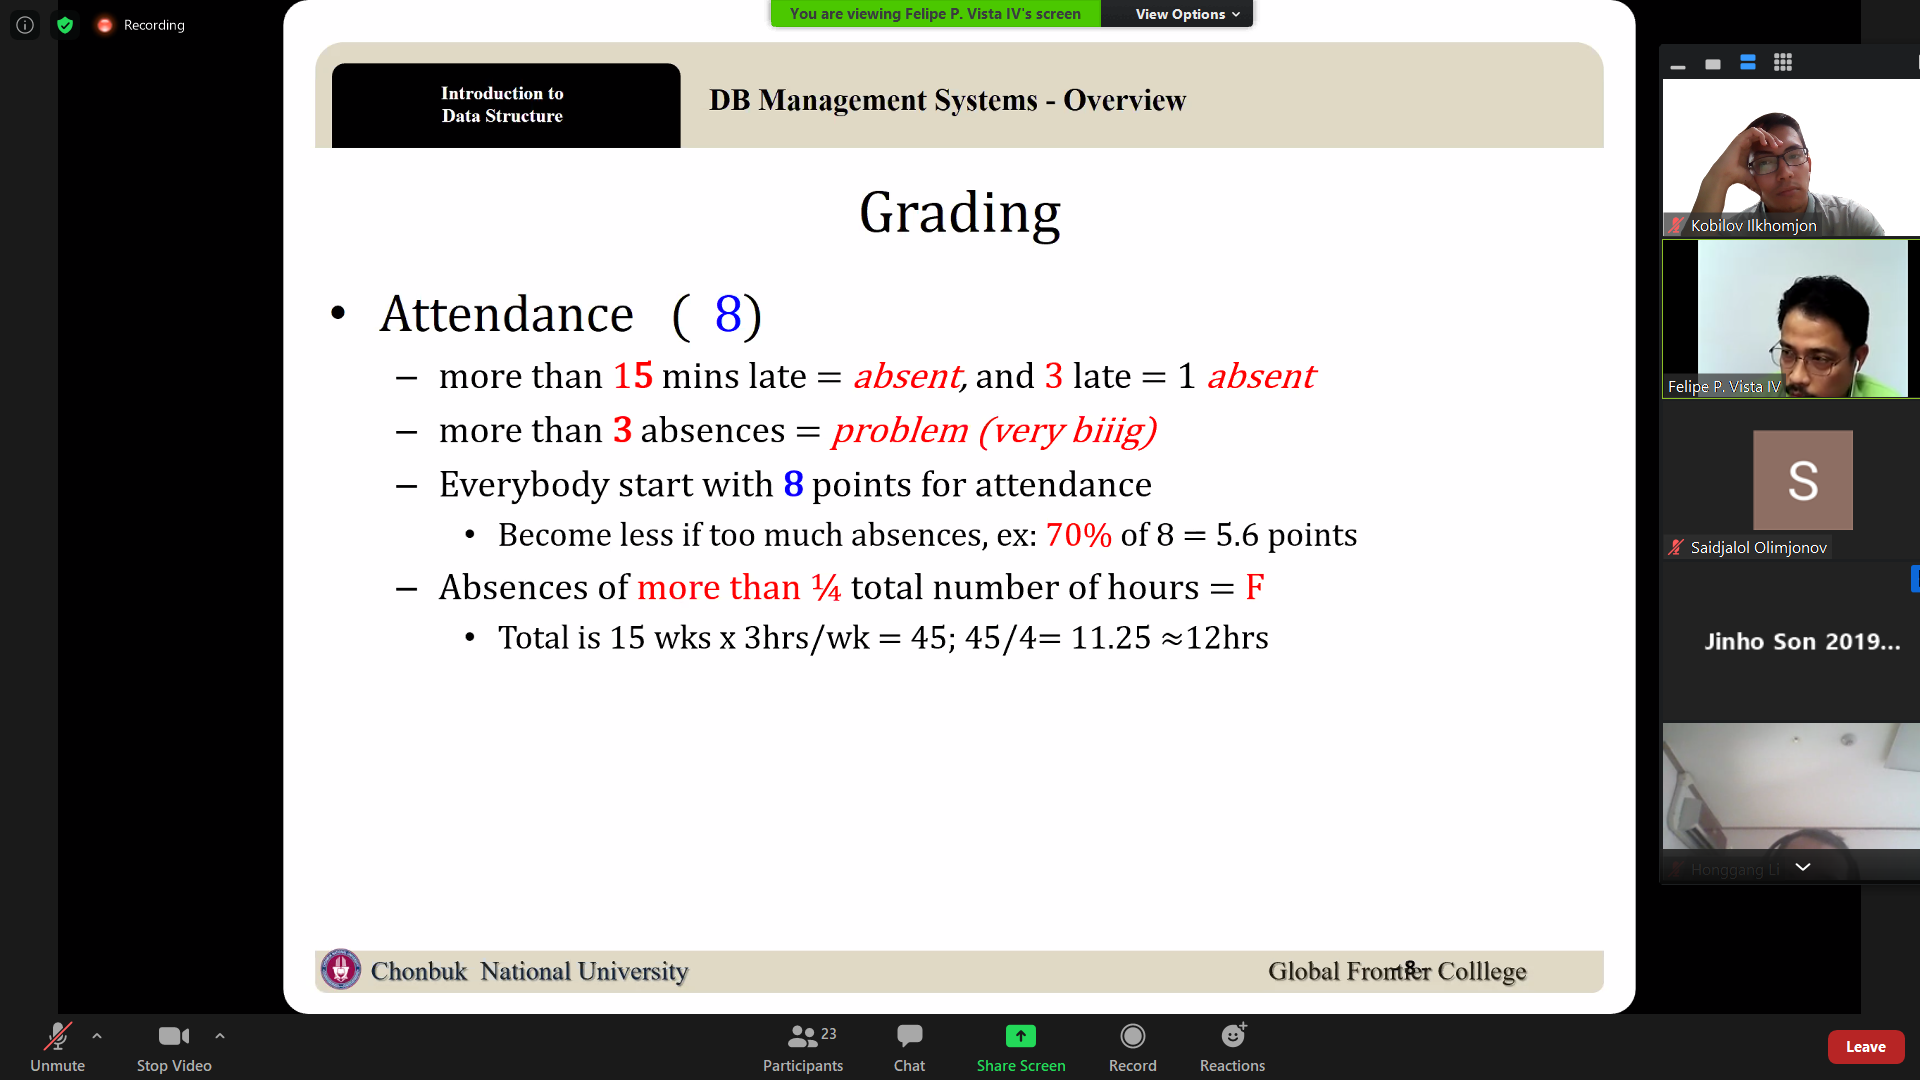 Recording
You are viewing Felipe P. Vista IV's screen
View Options
Introduction to
Data Structure
DB Management Systems - Overview
Grading
• Attendance ( 8)
– more than 15 mins late = absent, and 3 late = 1 absent
– more than 3 absences = problem (very biiig)
– Everybody start with 8 points for attendance
• Become less if too much absences, ex: 70% of 8 = 5.6 points
– Absences of more than ¼ total number of hours = F
• Total is 15 wks x 3hrs/wk = 45; 45/4= 11.25 ≈12hrs
Chonbuk National University
Global Frontier Colllege
- 8 -
Kobilov Ilkhomjon
Felipe P. Vista IV
S
Saidjalol Olimjonov
Jinho Son 2019...
Honggang Li
Unmute
Stop Video
23
Participants
Chat
Share Screen
Record
Reactions
Leave